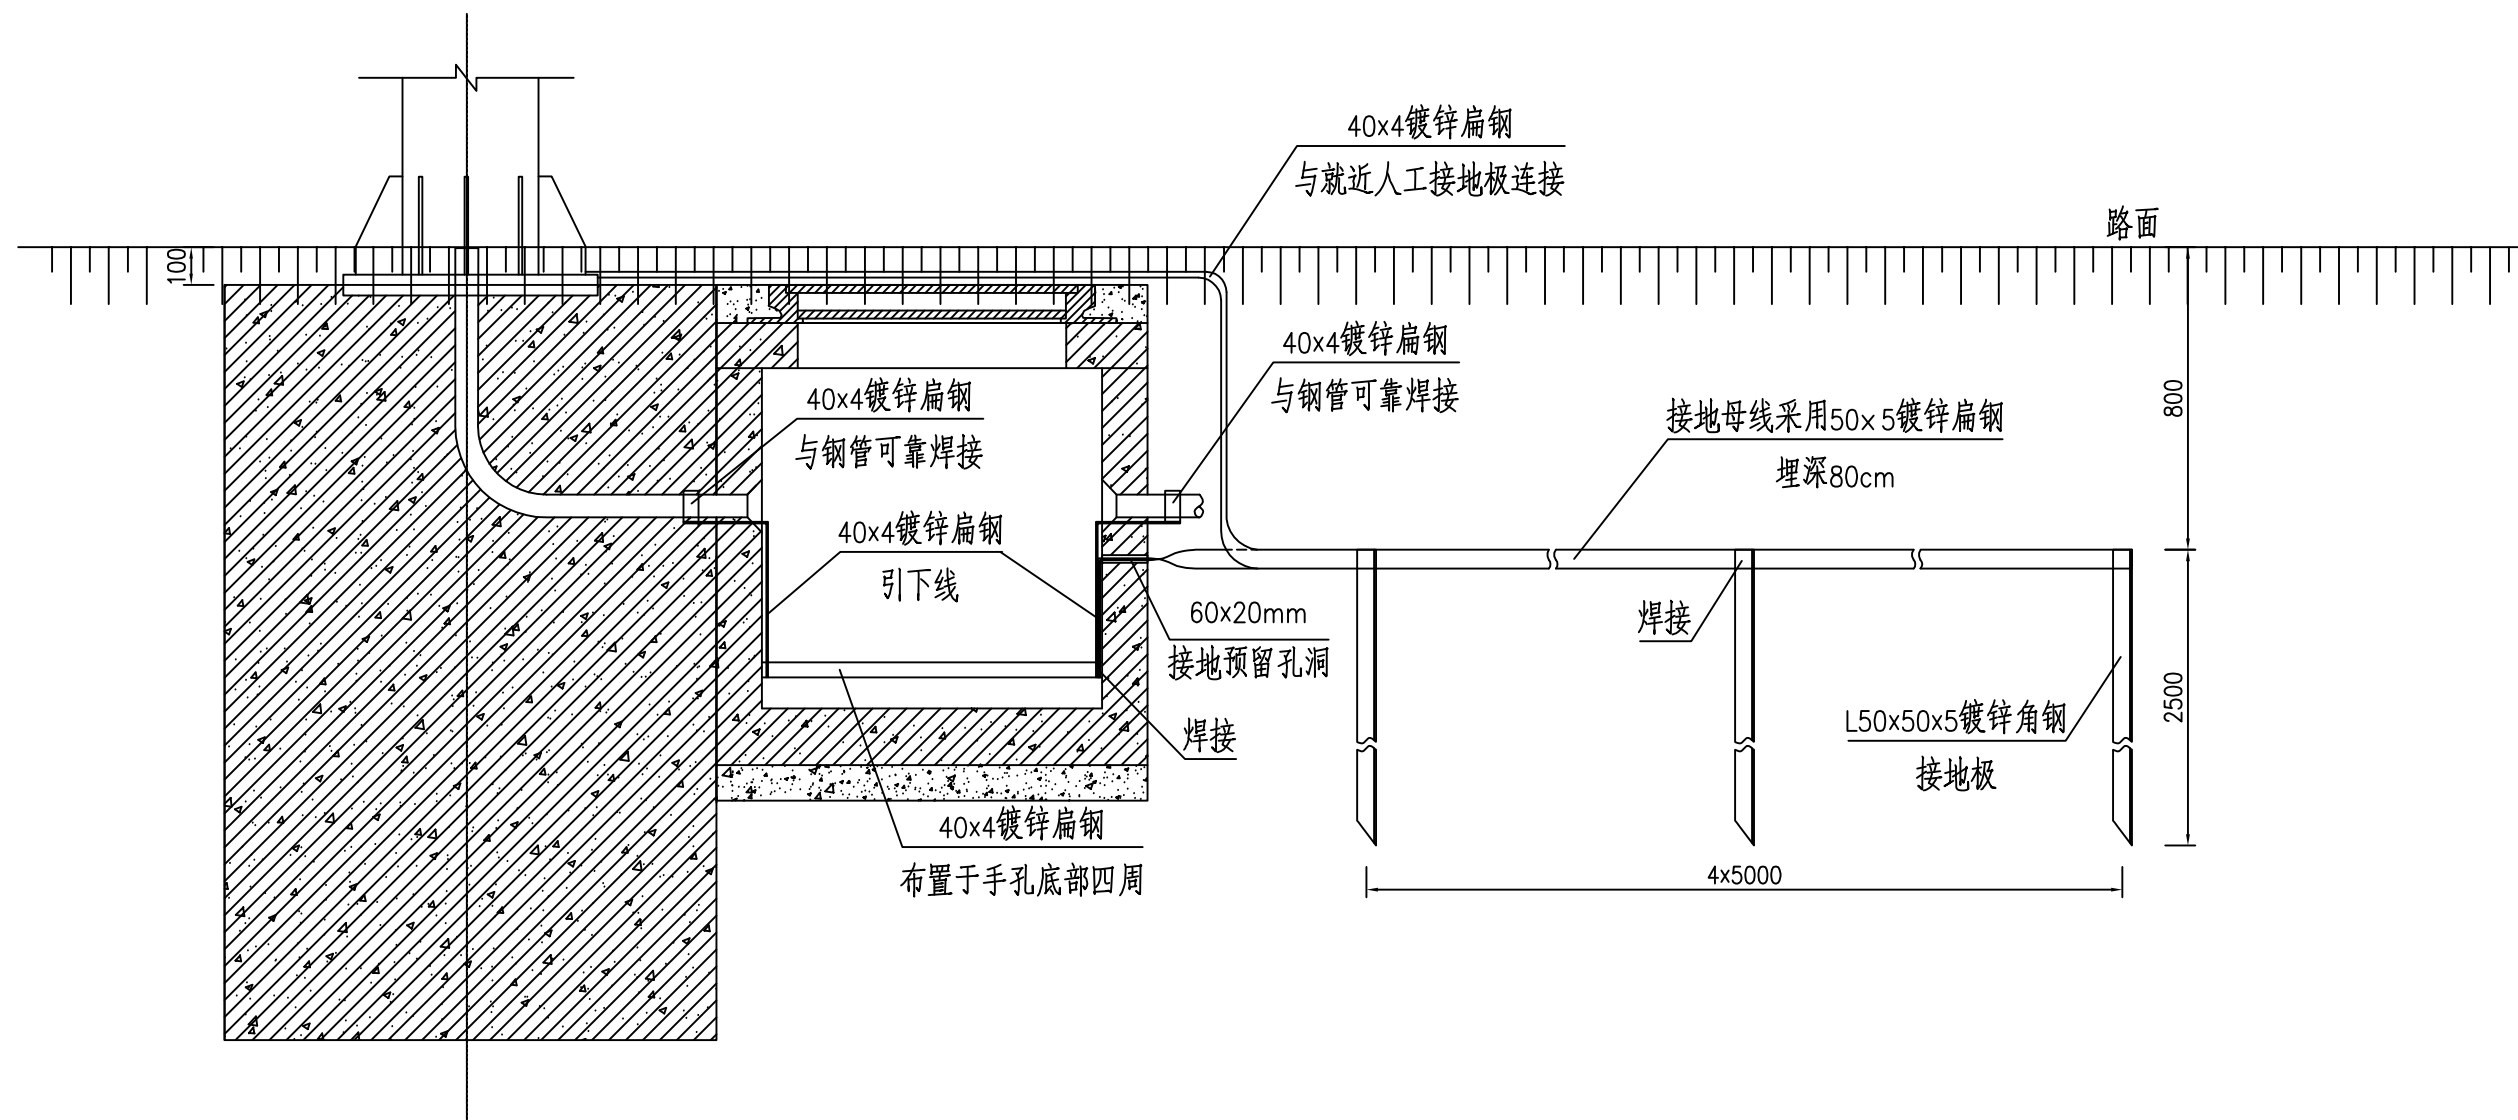 40x4镀锌扁钢
与就近人工接地极连接
路面
100
40x4镀锌扁钢
与钢管可靠焊接
40x4镀锌扁钢
与钢管可靠焊接
接地母线采用50x5镀锌扁钢
埋深80cm
800
40x4镀锌扁钢
引下线
60x20mm
接地预留孔洞
焊接
L50x50x5镀锌角钢
接地极
2500
焊接
40x4镀锌扁钢
布置于手孔底部四周
4x5000